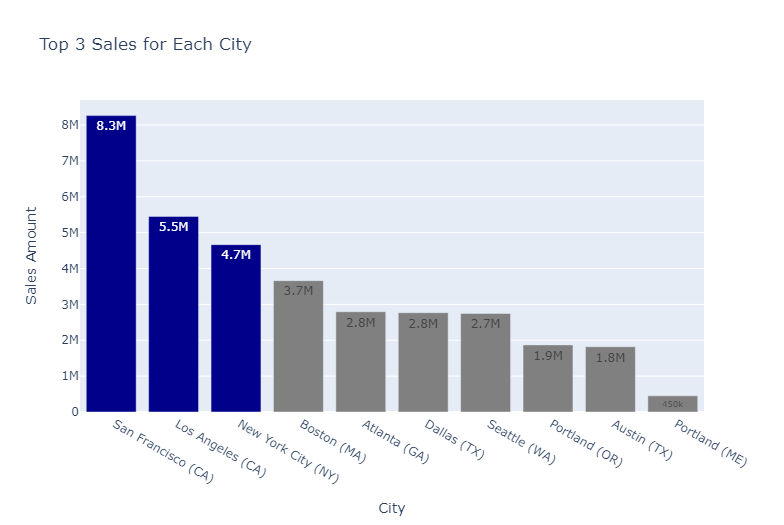 Top 3 Sales for Each City
Sales Amount
8M
7M
6M
5M
4M
3M
2M
1M
0
8.3M
5.5M
4.7M
3.7M
2.8M
2.8M
2.7M
1.9M
1.8M
450k
San Francisco (CA)
Los Angeles (CA)
New York City (NY)
Boston (MA)
Atlanta (GA)
Dallas (TX)
Seattle (WA)
Portland (OR)
Austin (TX)
Portland (ME)
City